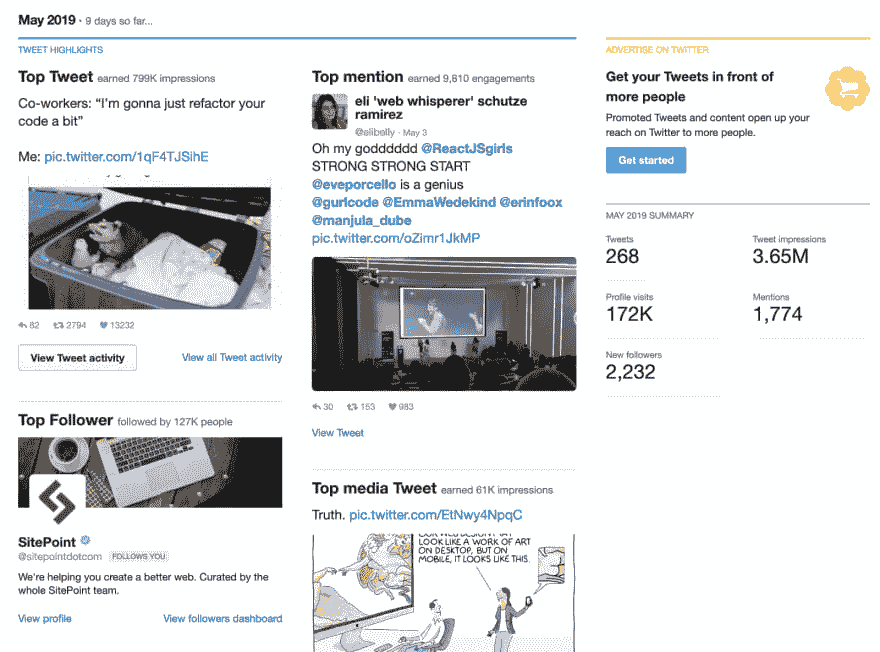 May 2019 · 9 days so far...
TWEET HIGHLIGHTS
Top Tweet earned 799K impressions
Co-workers: “I'm gonna just refactor your
code a bit”
Me: pic.twitter.com/1qF4TJSihE
82 2794 13232
View Tweet activity
View all Tweet activity
Top Follower followed by 127K people
SitePoint
@sitepointdotcom FOLLOWS YOU
We're helping you create a better web. Curated by the
whole SitePoint team.
View profile
View followers dashboard
Top mention earned 9,810 engagements
eli 'web whisperer' schutze
ramirez
@elibelly · May 3
Oh my goddddddd @ReactJSgirls
STRONG STRONG START
@eveporcello is a genius
@gurlcode @EmmaWedekind @erinfoox
@manjula_dube
pic.twitter.com/oZimr1JkMP
30 153 983
View Tweet
Top media Tweet earned 61K impressions
Truth. pic.twitter.com/EtNwy4NpqC
LOOK LIKE A WORK OF ART
ON DESKTOP, BUT ON
MOBILE, IT LOOKS LIKE THIS.
ADVERTISE ON TWITTER
Get your Tweets in front of
more people
Promoted Tweets and content open up your
reach on Twitter to more people.
Get started
MAY 2019 SUMMARY
Tweets
268
Tweet impressions
3.65M
Profile visits
172K
Mentions
1,774
New followers
2,232